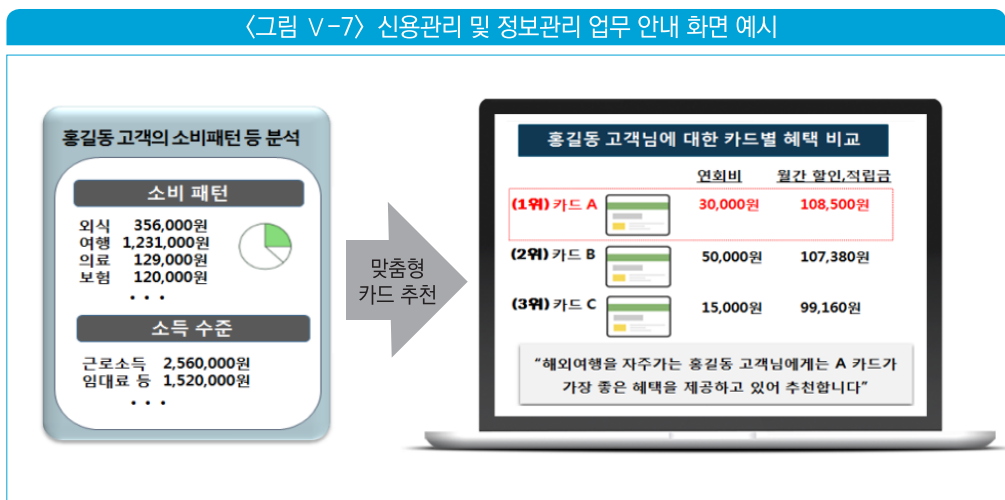 〈그림 Ⅴ-7〉 신용관리 및 정보관리 업무 안내 화면 예시
홍길동 고객의 소비패턴 등 분석
소비 패턴
외식 356,000원
여행 1,231,000원
의료 129,000원
보험 120,000원
• • •
소득 수준
근로소득 2,560,000원
임대료 등 1,520,000원
• • •
맞춤형
카드 추천
홍길동 고객님에 대한 카드별 혜택 비교
연회비 월간 할인,적립금
(1위) 카드 A 30,000원 108,500원
(2위) 카드 B 50,000원 107,380원
(3위) 카드 C 15,000원 99,160원
“해외여행을 자주가는 홍길동 고객님에게는 A 카드가
가장 좋은 혜택을 제공하고 있어 추천합니다”